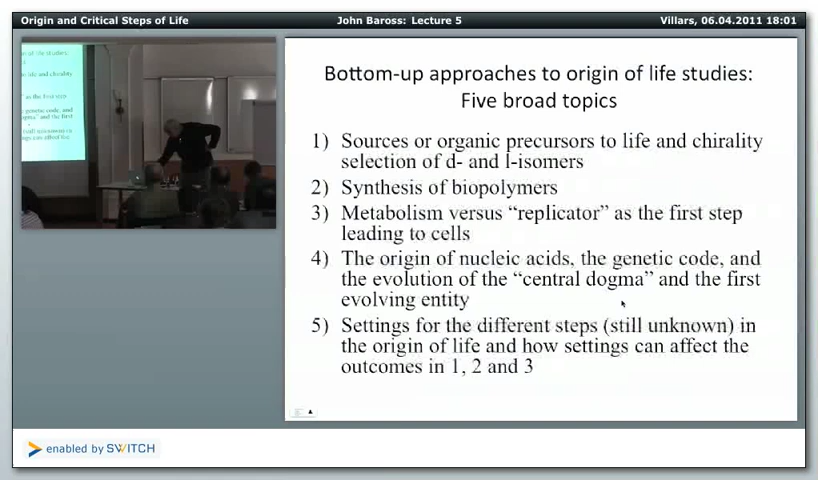 Origin and Critical Steps of Life
John Baross: Lecture 5
Villars, 06.04.2011 18:01
Bottom-up approaches to origin of life studies:
Five broad topics
1) Sources or organic precursors to life and chirality
selection of d- and l-isomers
2) Synthesis of biopolymers
3) Metabolism versus “replicator” as the first step
leading to cells
4) The origin of nucleic acids, the genetic code, and
the evolution of the “central dogma” and the first
evolving entity
5) Settings for the different steps (still unknown) in
the origin of life and how settings can affect the
outcomes in 1, 2 and 3
enabled by SWITCH